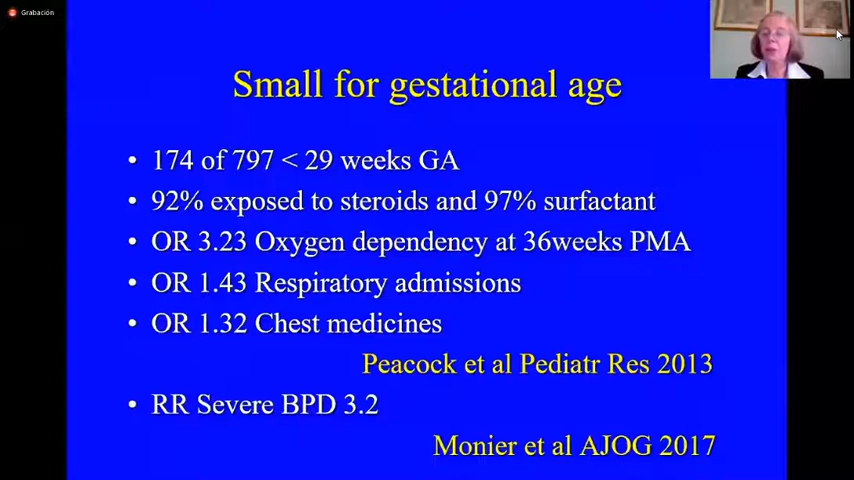 Grabación
Small for gestational age
• 174 of 797 < 29 weeks GA
• 92% exposed to steroids and 97% surfactant
• OR 3.23 Oxygen dependency at 36weeks PMA
• OR 1.43 Respiratory admissions
• OR 1.32 Chest medicines
Peacock et al Pediatr Res 2013
• RR Severe BPD 3.2
Monier et al AJOG 2017